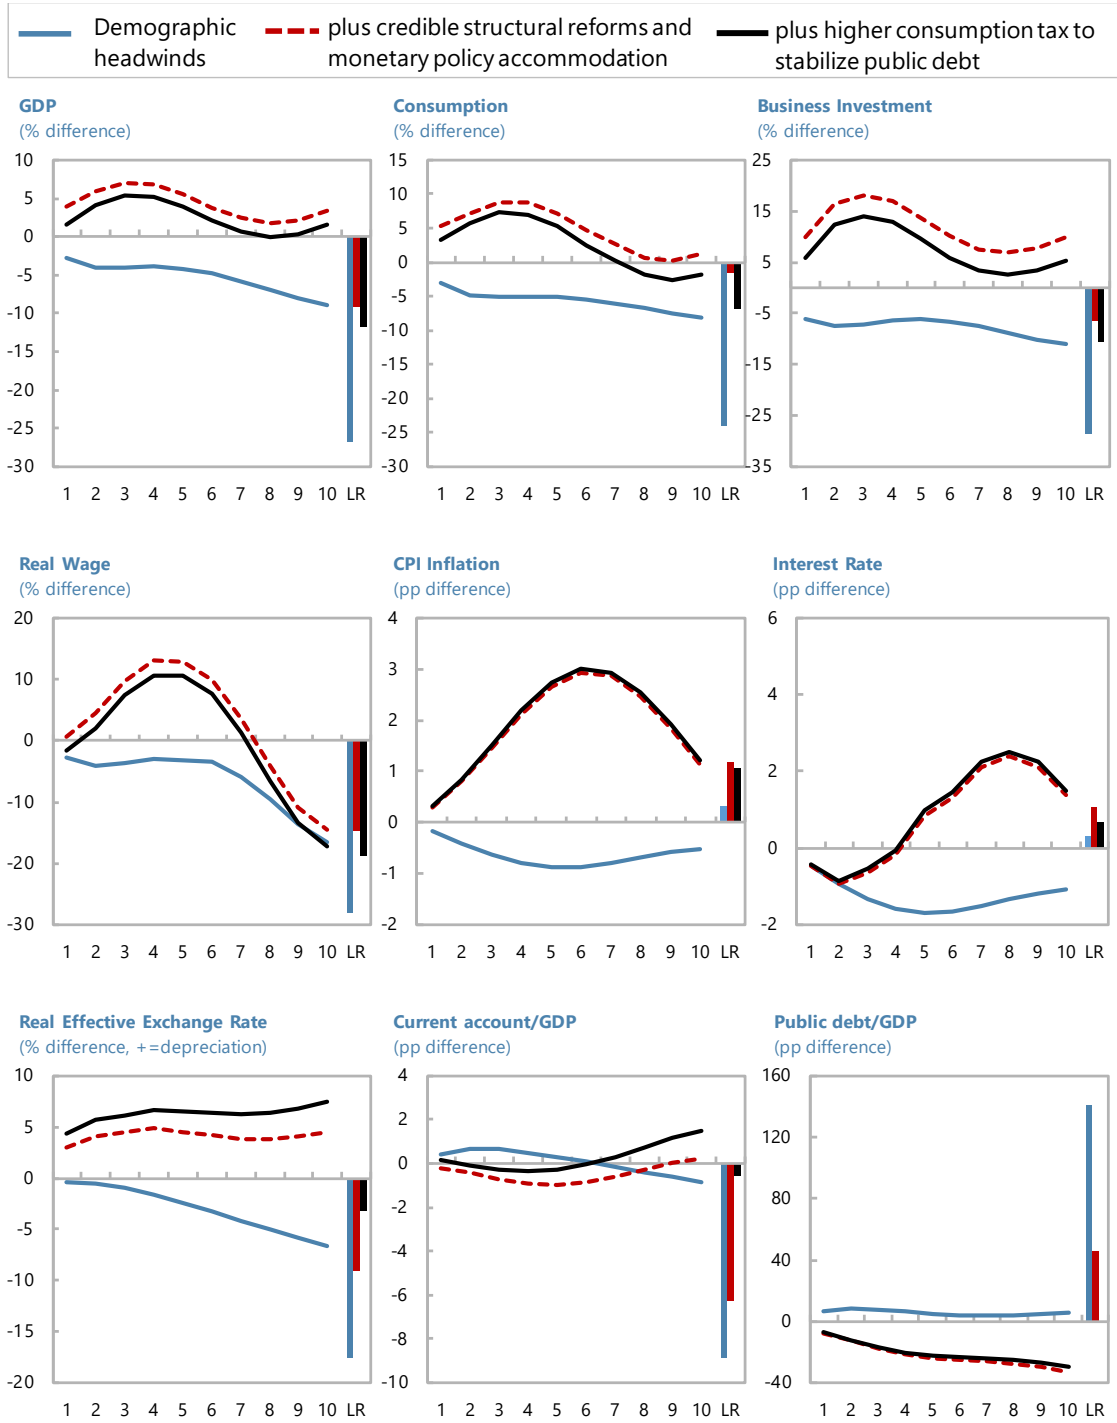 Demographic headwinds
plus credible structural reforms and monetary policy accommodation
plus higher consumption tax to stabilize public debt
GDP
(% difference)
10
5
0
-5
-10
-15
-20
-25
-30
1 2 3 4 5 6 7 8 9 10 LR
Consumption
(% difference)
15
10
5
0
-5
-10
-15
-20
-25
-30
1 2 3 4 5 6 7 8 9 10 LR
Business Investment
(% difference)
25
15
5
-5
-15
-25
-35
1 2 3 4 5 6 7 8 9 10 LR
Real Wage
(% difference)
20
10
0
-10
-20
-30
1 2 3 4 5 6 7 8 9 10 LR
CPI Inflation
(pp difference)
4
3
2
1
0
-1
-2
1 2 3 4 5 6 7 8 9 10 LR
Interest Rate
(pp difference)
6
4
2
0
-2
1 2 3 4 5 6 7 8 9 10 LR
Real Effective Exchange Rate
(% difference, +=depreciation)
10
5
0
-5
-10
-15
-20
1 2 3 4 5 6 7 8 9 10 LR
Current account/GDP
(pp difference)
4
2
0
-2
-4
-6
-8
-10
1 2 3 4 5 6 7 8 9 10 LR
Public debt/GDP
(pp difference)
160
120
80
40
0
-40
1 2 3 4 5 6 7 8 9 10 LR